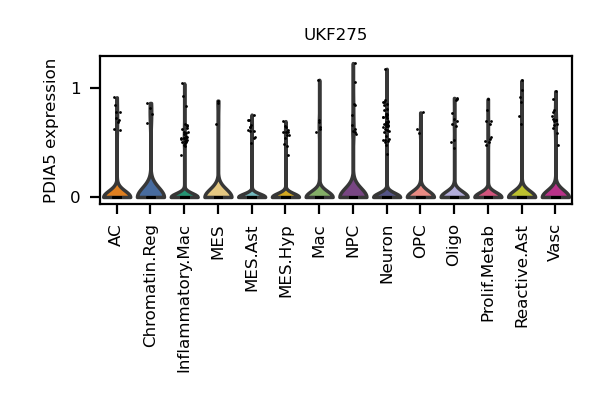 UKF275
PDIA5 expression
1
0
AC
Chromatin.Reg
Inflammatory.Mac
MES
MES.Ast
MES.Hyp
Mac
NPC
Neuron
OPC
Oligo
Prolif.Metab
Reactive.Ast
Vasc